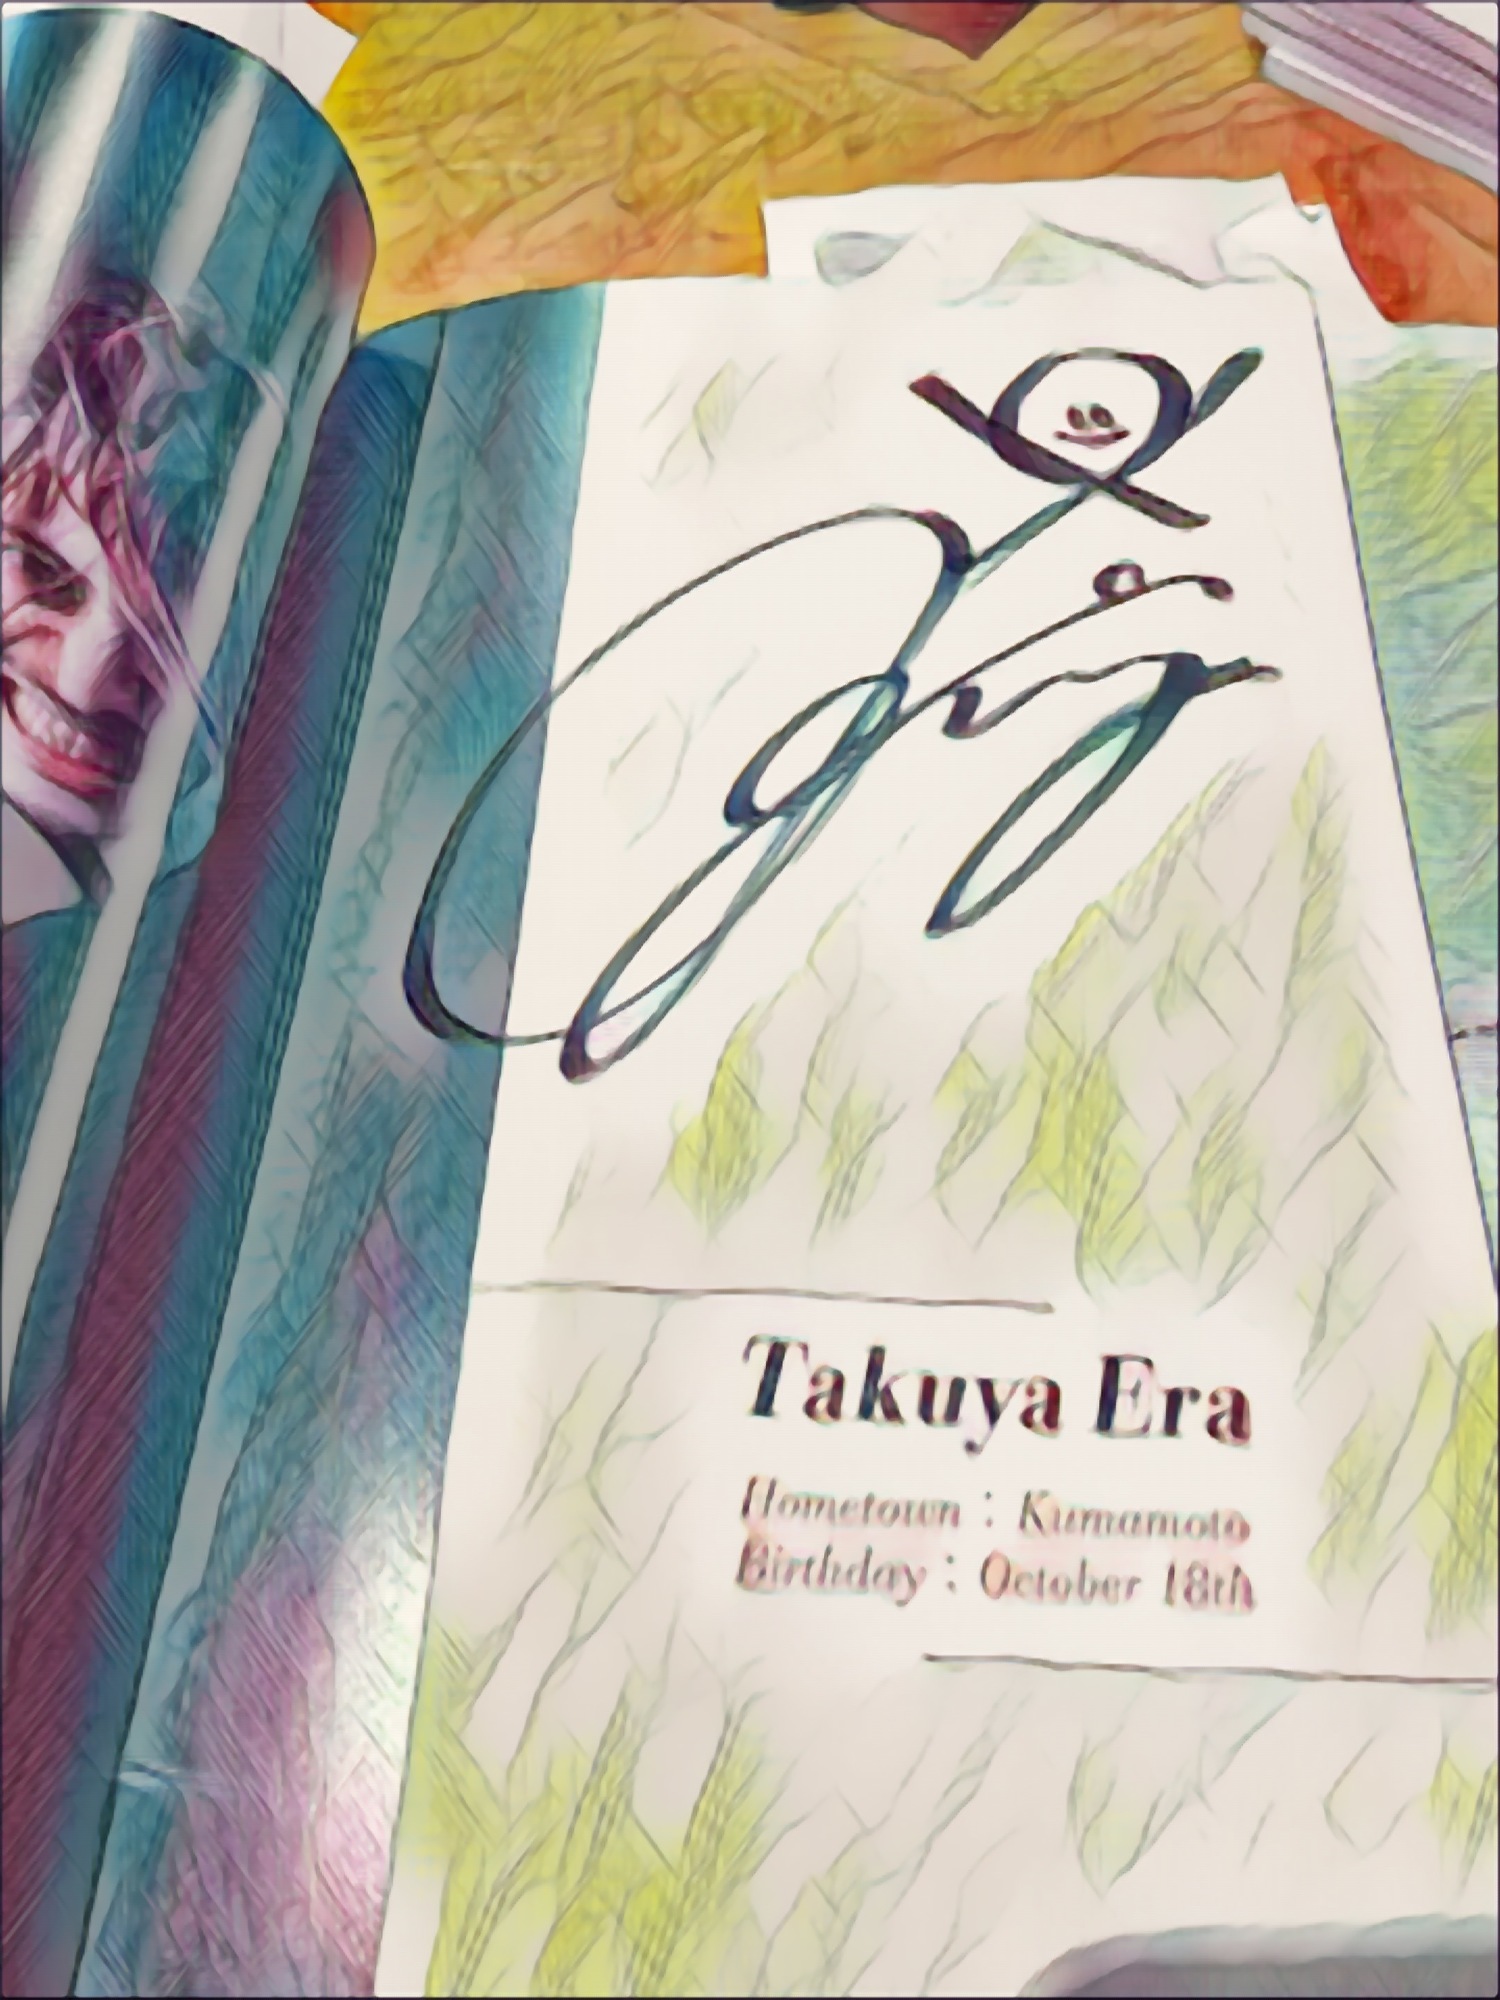 Takuya Era
Hometown : Kumamoto
Birthday : October 18th